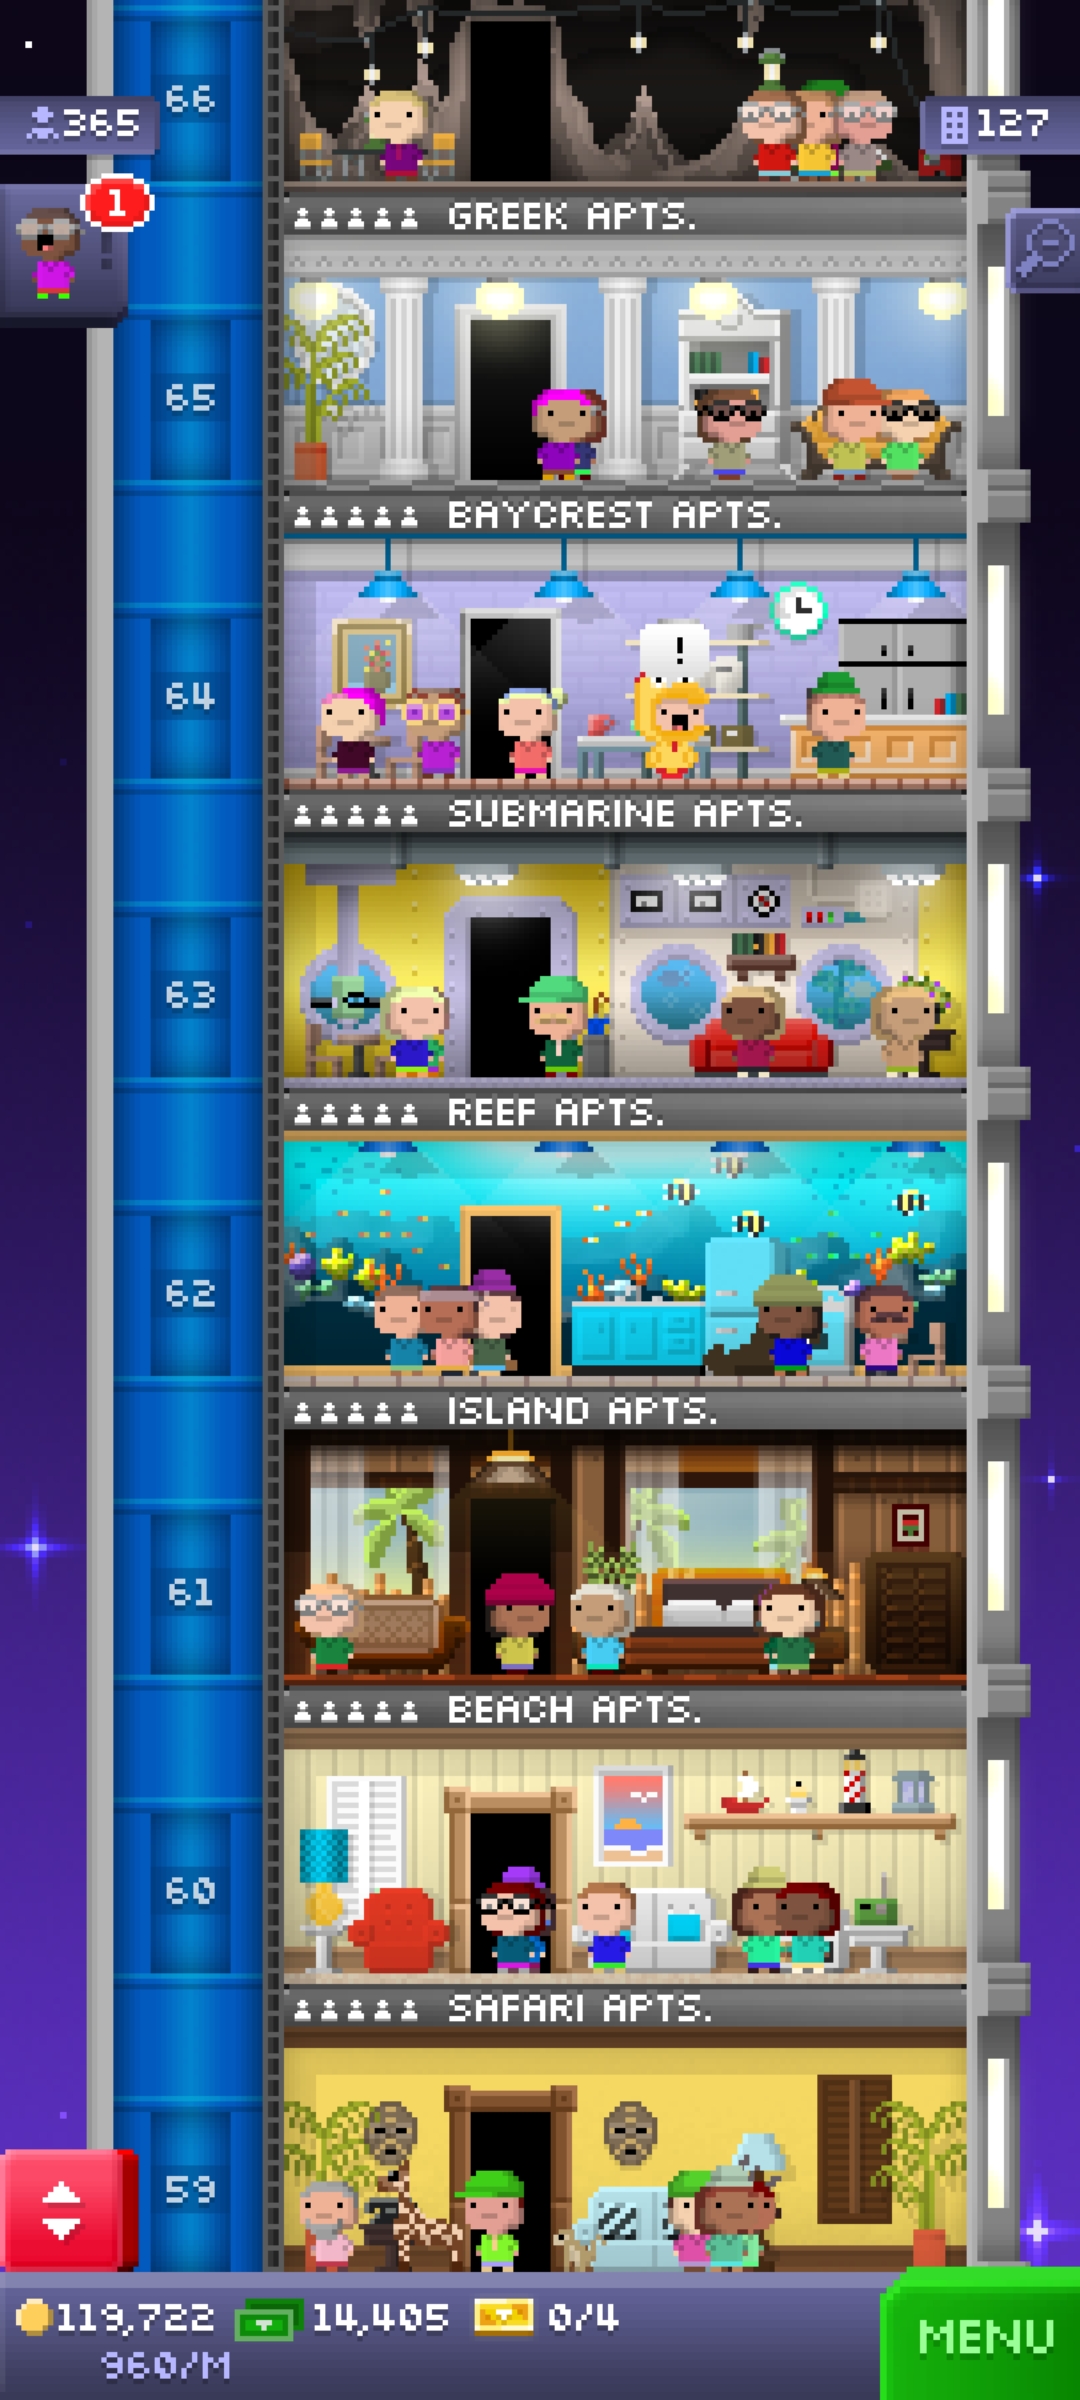 66
365
127
1
GREEK APTS.
65
BAYCREST APTS.
!
64
SUBMARINE APTS.
63
REEF APTS.
62
ISLAND APTS.
61
BEACH APTS.
60
SAFARI APTS.
59
119,722 14,405 0/4
960/M
MENU